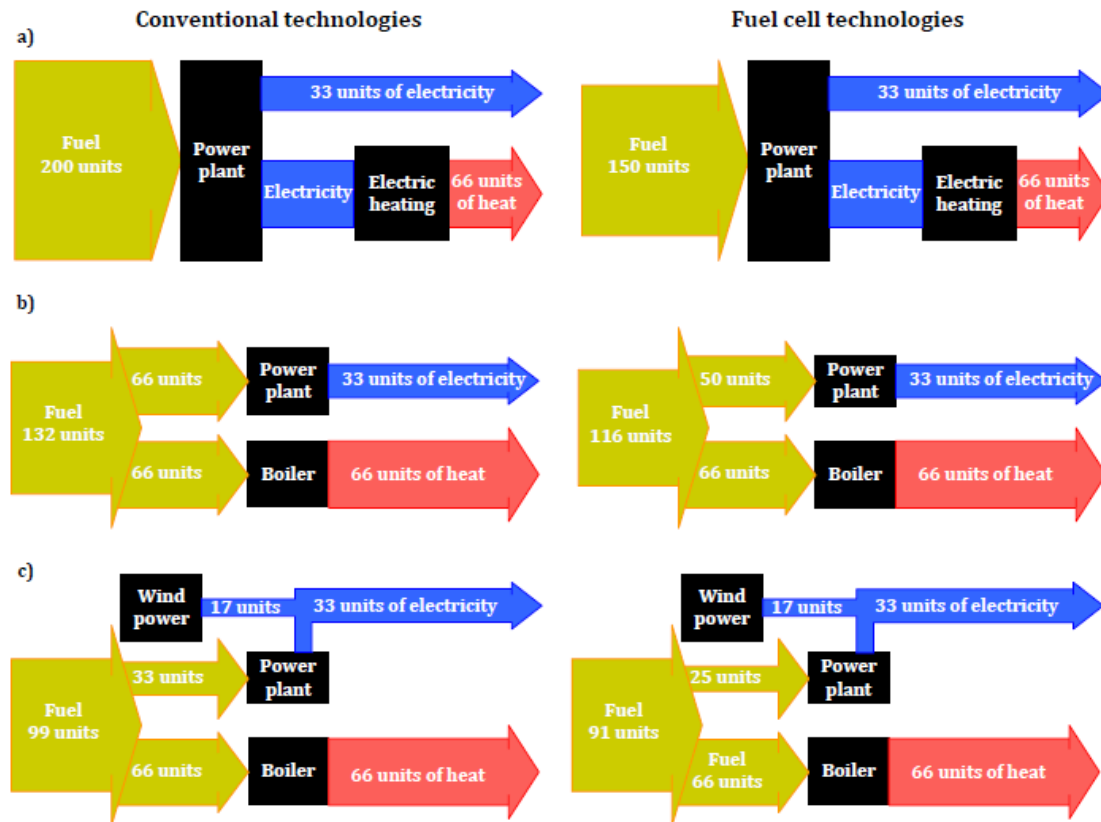 Conventional technologies
Fuel cell technologies
a)
Fuel
200 units
Power
plant
33 units of electricity
Electricity
Electric
heating
66 units
of heat
Fuel
150 units
Power
plant
33 units of electricity
Electricity
Electric
heating
66 units
of heat
b)
Fuel
132 units
66 units
Power
plant
33 units of electricity
66 units
Boiler
66 units of heat
Fuel
116 units
50 units
Power
plant
33 units of electricity
66 units
Boiler
66 units of heat
c)
Wind
power
17 units
33 units of electricity
Fuel
99 units
33 units
Power
plant
66 units
Boiler
66 units of heat
Wind
power
17 units
33 units of electricity
Fuel
91 units
25 units
Power
plant
Fuel
66 units
Boiler
66 units of heat